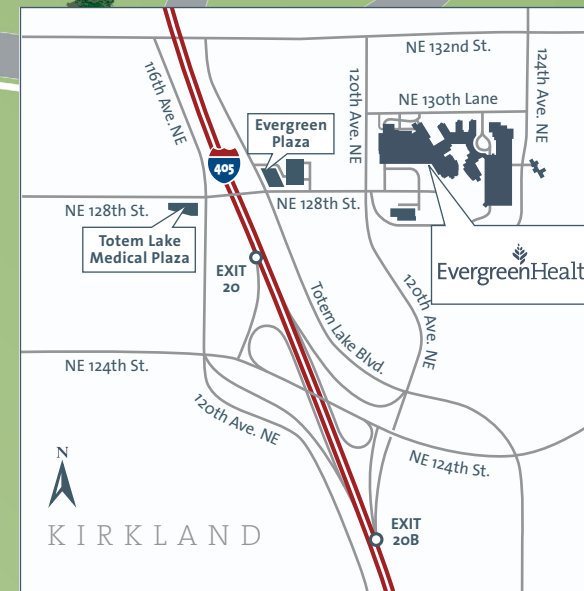 NE 132nd St.
116th Ave. NE
120th Ave. NE
124th Ave. NE
NE 130th Lane
Evergreen
Plaza
405
NE 128th St.
NE 128th St.
Totem Lake
Medical Plaza
EvergreenHealt
EXIT
20
Totem Lake Blvd.
120th Ave. NE
NE 124th St.
120th Ave. NE
NE 124th St.
N
KIRKLAND
EXIT
20B